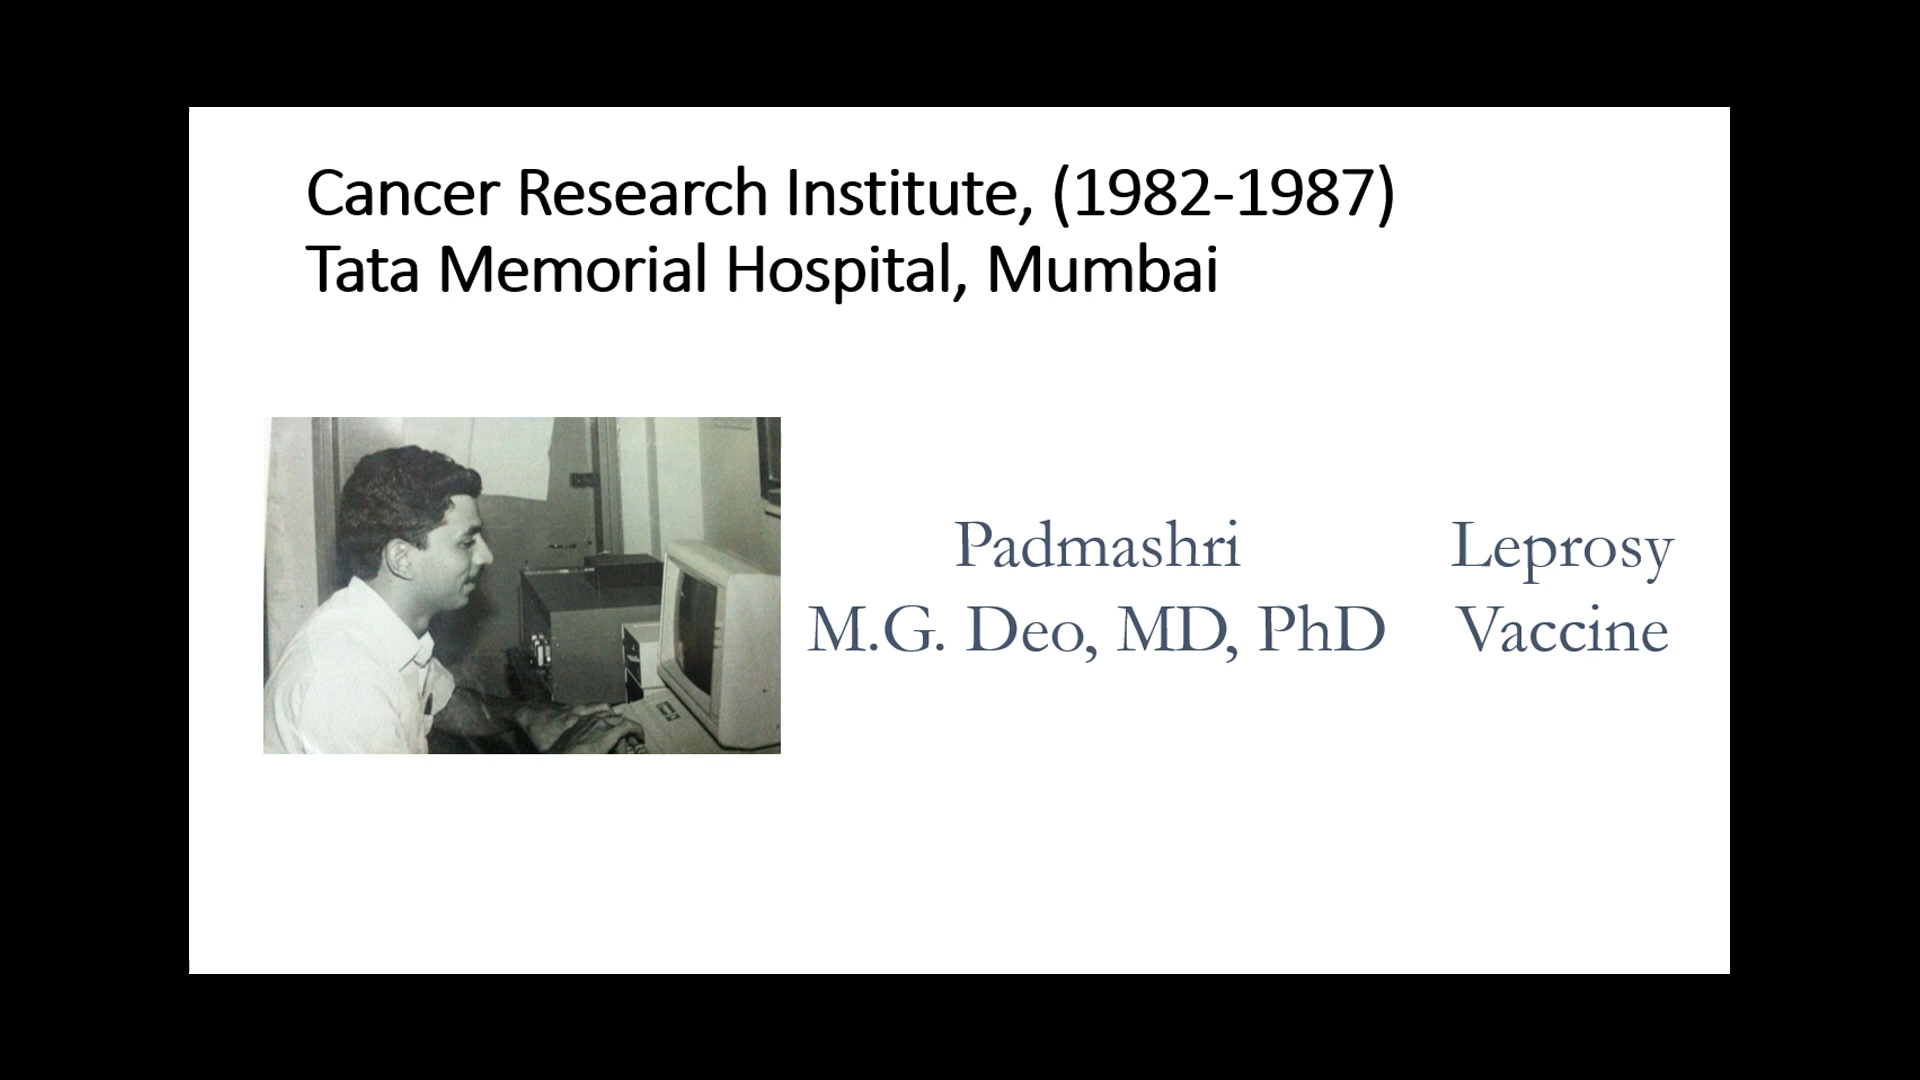 Cancer Research Institute, (1982-1987)
Tata Memorial Hospital, Mumbai
Padmashri
M.G. Deo, MD, PhD
Leprosy
Vaccine